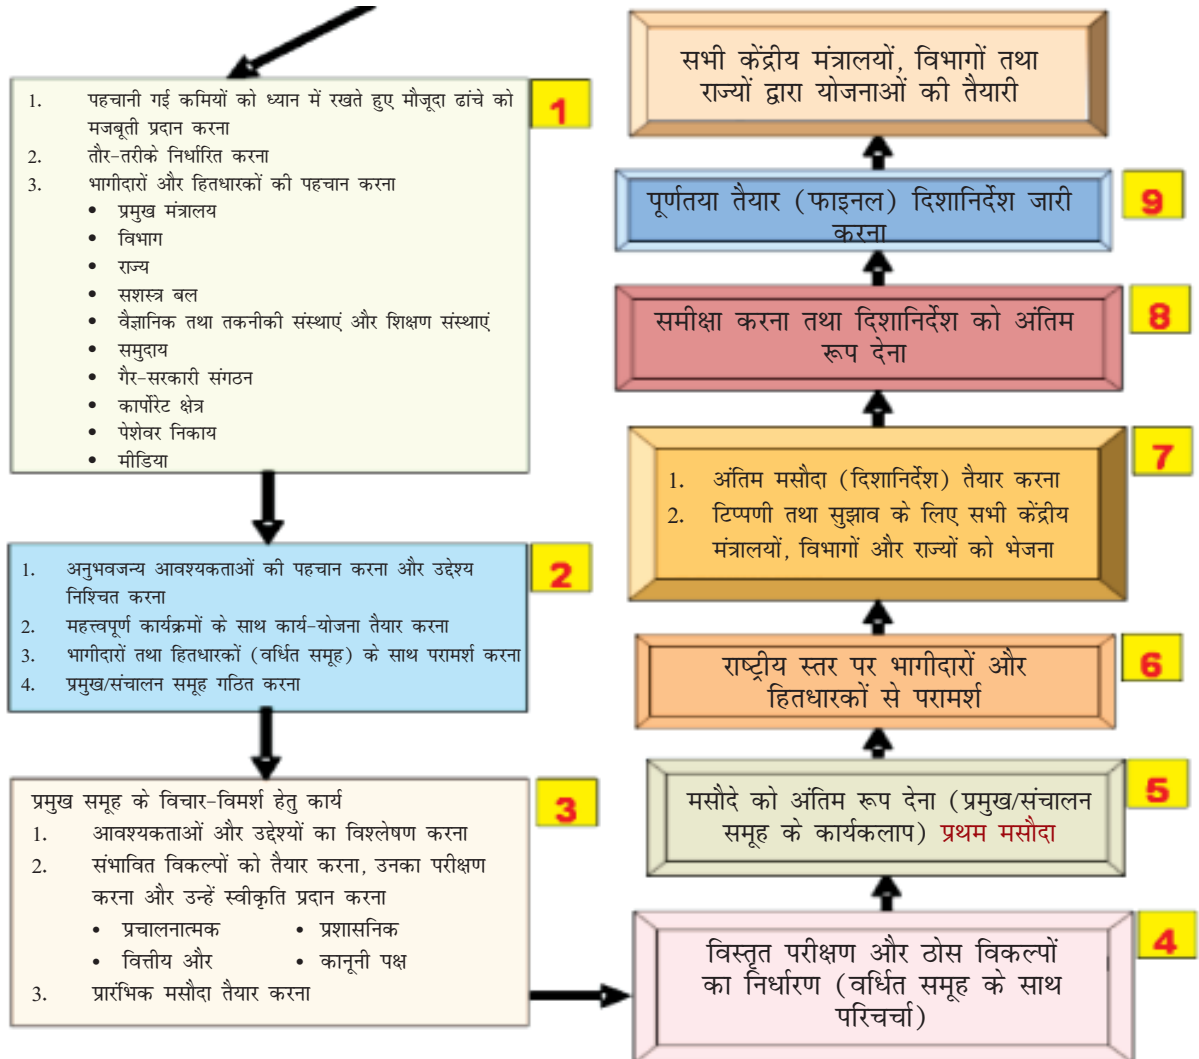 1. पहचानी गई कमियों को ध्यान में रखते हुए मौजूदा ढांचे को
मजबूती प्रदान करना
2. तौर-तरीके निर्धारित करना
3. भागीदारों और हितधारकों की पहचान करना
• प्रमुख मंत्रालय
• विभाग
• राज्य
• सशस्त्र बल
• वैज्ञानिक तथा तकनीकी संस्थाएं और शिक्षण संस्थाएं
• समुदाय
• गैर-सरकारी संगठन
• कार्पोरेट क्षेत्र
• पेशेवर निकाय
• मीडिया
1
1. अनुभवजन्य आवश्यकताओं की पहचान करना और उद्देश्य
निश्चित करना
2. महत्त्वपूर्ण कार्यक्रमों के साथ कार्य-योजना तैयार करना
3. भागीदारों तथा हितधारकों (वर्धित समूह) के साथ परामर्श करना
4. प्रमुख/संचालन समूह गठित करना
2
प्रमुख समूह के विचार-विमर्श हेतु कार्य
1. आवश्यकताओं और उद्देश्यों का विश्लेषण करना
2. संभावित विकल्पों को तैयार करना, उनका परीक्षण
करना और उन्हें स्वीकृति प्रदान करना
• प्रचालनात्मक • प्रशासनिक
• वित्तीय और • कानूनी पक्ष
3. प्रारंभिक मसौदा तैयार करना
3
विस्तृत परीक्षण और ठोस विकल्पों
का निर्धारण (वर्धित समूह के साथ
परिचर्चा)
4
मसौदे को अंतिम रूप देना (प्रमुख/संचालन
समूह के कार्यकलाप) प्रथम मसौदा
5
राष्ट्रीय स्तर पर भागीदारों और
हितधारकों से परामर्श
6
1. अंतिम मसौदा (दिशानिर्देश) तैयार करना
2. टिप्पणी तथा सुझाव के लिए सभी केंद्रीय
मंत्रालयों, विभागों और राज्यों को भेजना
7
समीक्षा करना तथा दिशानिर्देश को अंतिम
रूप देना
8
पूर्णतया तैयार (फाइनल) दिशानिर्देश जारी
करना
9
सभी केंद्रीय मंत्रालयों, विभागों तथा
राज्यों द्वारा योजनाओं की तैयारी